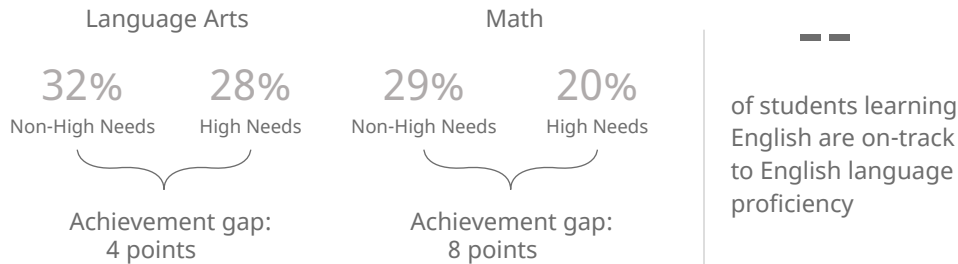 Language Arts
Math
32%
28%
29%
20%
--
Non-High Needs
High Needs
Non-High Needs
High Needs
of students learning
English are on-track
to English language
proficiency
Achievement gap:
4 points
Achievement gap:
8 points